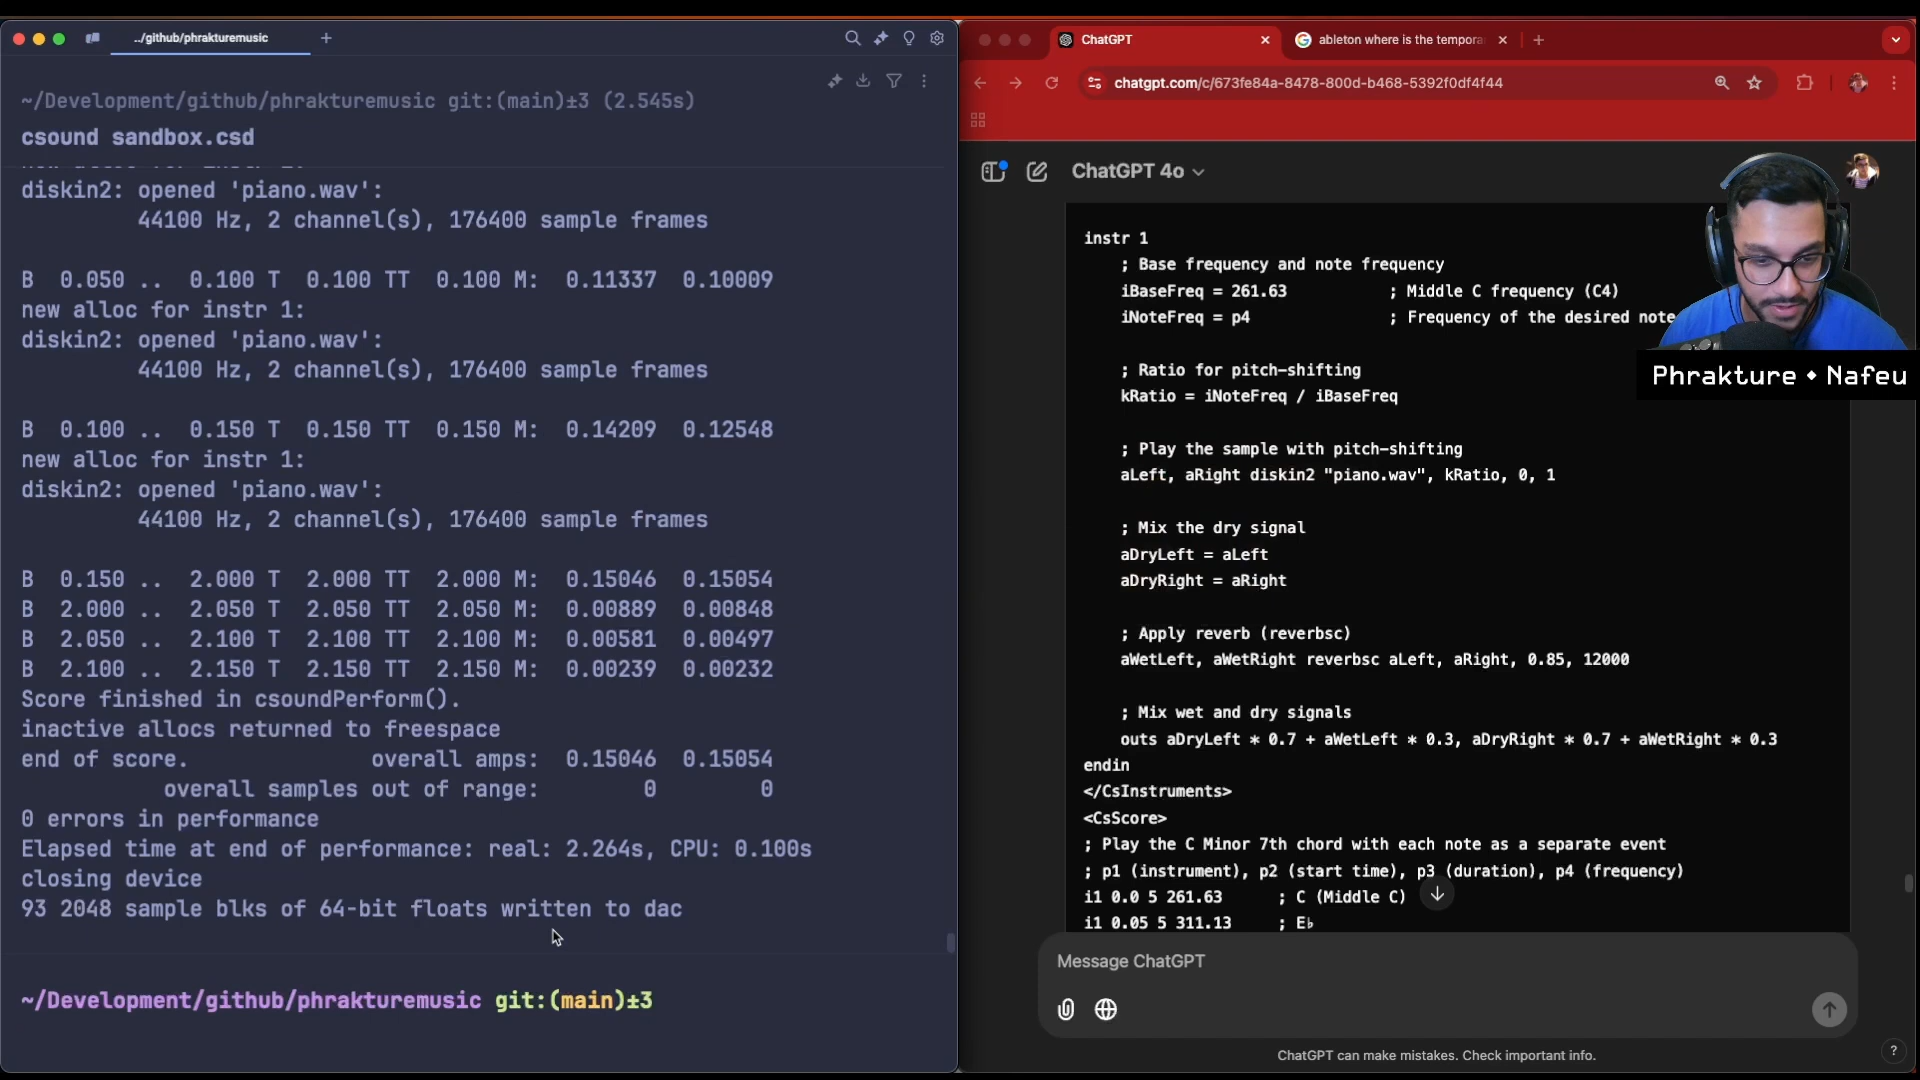 ../github/phrakturemusic
~/Development/github/phrakturemusic git:(main)±3 (2.545s)
csound sandbox.csd
new alloc for instr 1:
diskin2: opened 'piano.wav':
44100 Hz, 2 channel(s), 176400 sample frames
B  0.050 ..  0.100 T  0.100 TT  0.100 M:  0.11337  0.10009
new alloc for instr 1:
diskin2: opened 'piano.wav':
44100 Hz, 2 channel(s), 176400 sample frames
B  0.100 ..  0.150 T  0.150 TT  0.150 M:  0.14209  0.12548
new alloc for instr 1:
diskin2: opened 'piano.wav':
44100 Hz, 2 channel(s), 176400 sample frames
B  0.150 ..  2.000 T  2.000 TT  2.000 M:  0.15046  0.15054
B  2.000 ..  2.050 T  2.050 TT  2.050 M:  0.00889  0.00848
B  2.050 ..  2.100 T  2.100 TT  2.100 M:  0.00581  0.00497
B  2.100 ..  2.150 T  2.150 TT  2.150 M:  0.00239  0.00232
Score finished in csoundPerform().
inactive allocs returned to freespace
end of score.              overall amps:  0.15046  0.15054
overall samples out of range:        0        0
0 errors in performance
Elapsed time at end of performance: real: 2.264s, CPU: 0.100s
closing device
93 2048 sample blks of 64-bit floats written to dac
~/Development/github/phrakturemusic git:(main)±3
ChatGPT
ableton where is the tempora
chatgpt.com/c/673fe84a-8478-800d-b468-5392f0df4f44
ChatGPT 4o
instr 1
; Base frequency and note frequency
iBaseFreq = 261.63           ; Middle C frequency (C4)
iNoteFreq = p4               ; Frequency of the desired note
; Ratio for pitch-shifting
kRatio = iNoteFreq / iBaseFreq
; Play the sample with pitch-shifting
aLeft, aRight diskin2 "piano.wav", kRatio, 0, 1
; Mix the dry signal
aDryLeft = aLeft
aDryRight = aRight
; Apply reverb (reverbsc)
aWetLeft, aWetRight reverbsc aLeft, aRight, 0.85, 12000
; Mix wet and dry signals
outs aDryLeft * 0.7 + aWetLeft * 0.3, aDryRight * 0.7 + aWetRight * 0.3
endin
</CsInstruments>
<CsScore>
; Play the C Minor 7th chord with each note as a separate event
; p1 (instrument), p2 (start time), p3 (duration), p4 (frequency)
i1 0.0 5 261.63      ; C (Middle C)
i1 0.05 5 311.13     ; E♭
Message ChatGPT
ChatGPT can make mistakes. Check important info.
?
Phrakture ◆ Nafeu